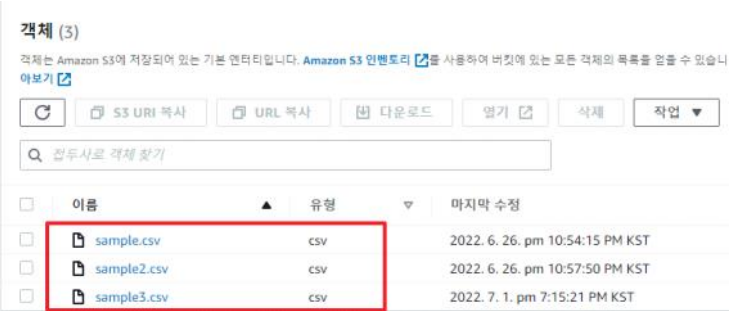 객체 (3)
객체는 Amazon S3에 저장되어 있는 기본 엔터티입니다. Amazon S3 인벤토리를 사용하여 버킷에 있는 모든 객체의 목록을 얻을 수 있습니
아보기
S3 URI 복사 URL 복사 다운로드 열기 삭제 작업
접두사로 객체 찾기
이름 유형 마지막 수정
sample.csv csv 2022. 6. 26. pm 10:54:15 PM KST
sample2.csv csv 2022. 6. 26. pm 10:57:50 PM KST
sample3.csv csv 2022. 7. 1. pm 7:15:21 PM KST